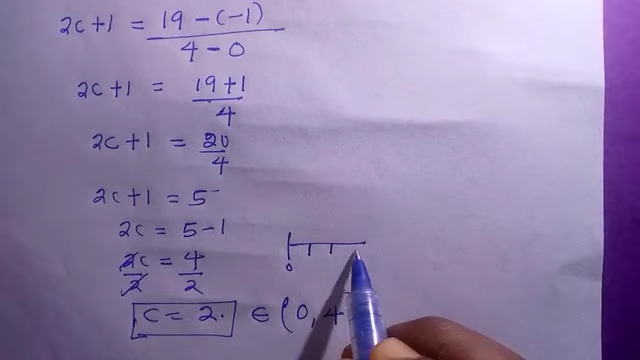 2c+1 = 19-(-1)
4-0
2c+1 = 19+1
4
2c+1 = 20
4
2c+1 = 5
2c = 5-1
2c = 4
2 2
0
c = 2. ∈ (0, 4